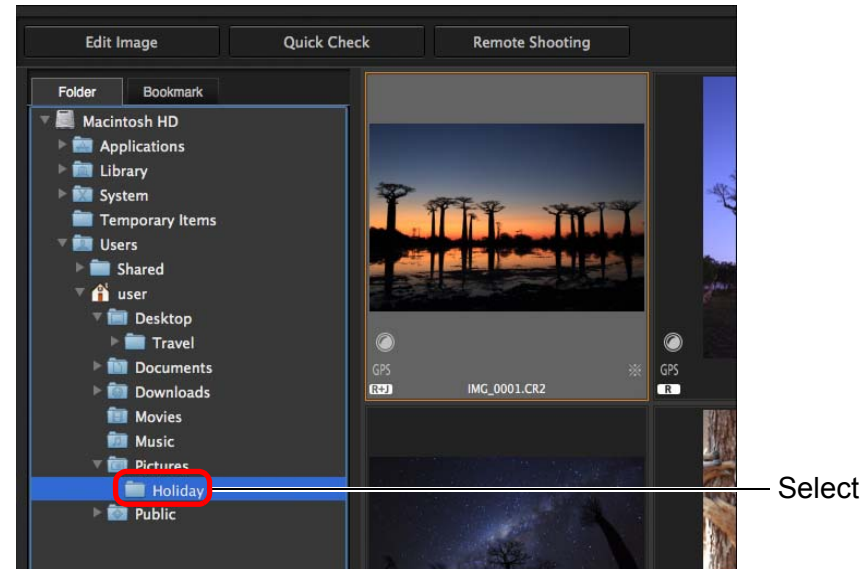 Edit Image Quick Check Remote Shooting
Folder Bookmark
Macintosh HD
Applications
Library
System
Temporary Items
Users
Shared
user
Desktop
Travel
Documents
Downloads
Movies
Music
Pictures
Holiday
Public
GPS
R+J IMG_0001.CR2
GPS
R
Select